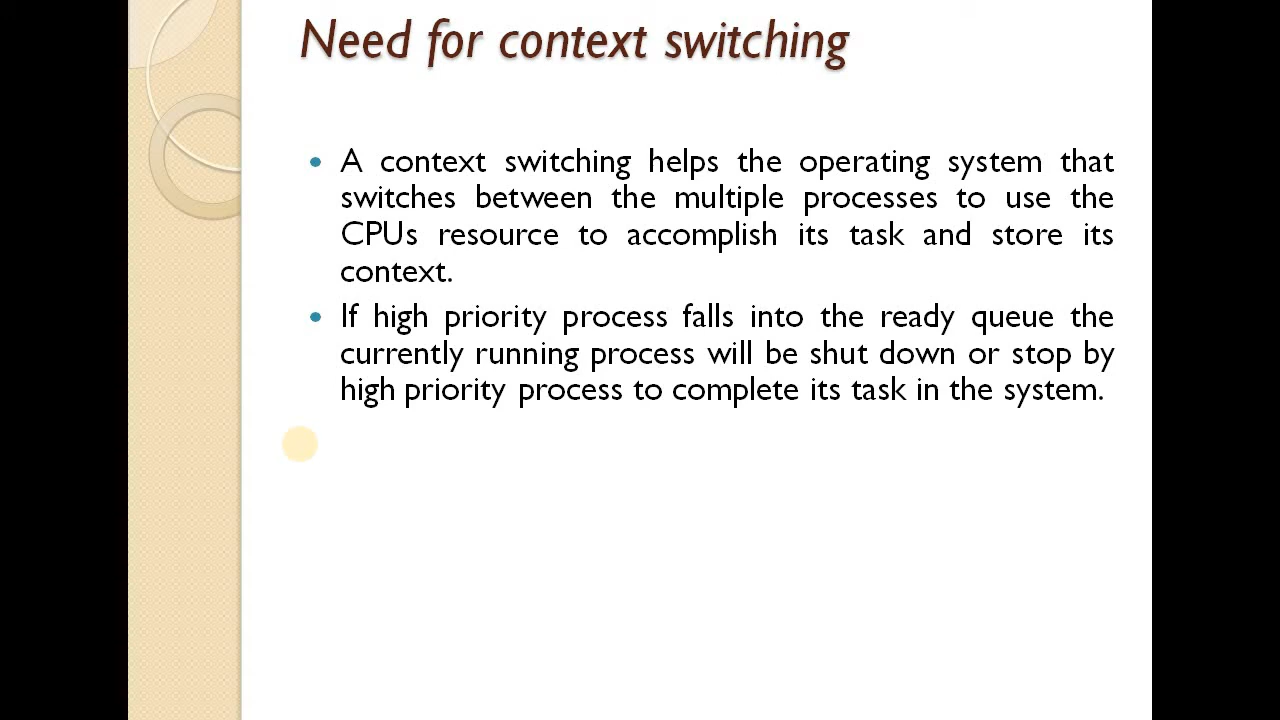 Need for context switching
• A context switching helps the operating system that
switches between the multiple processes to use the
CPUs resource to accomplish its task and store its
context.
• If high priority process falls into the ready queue the
currently running process will be shut down or stop by
high priority process to complete its task in the system.